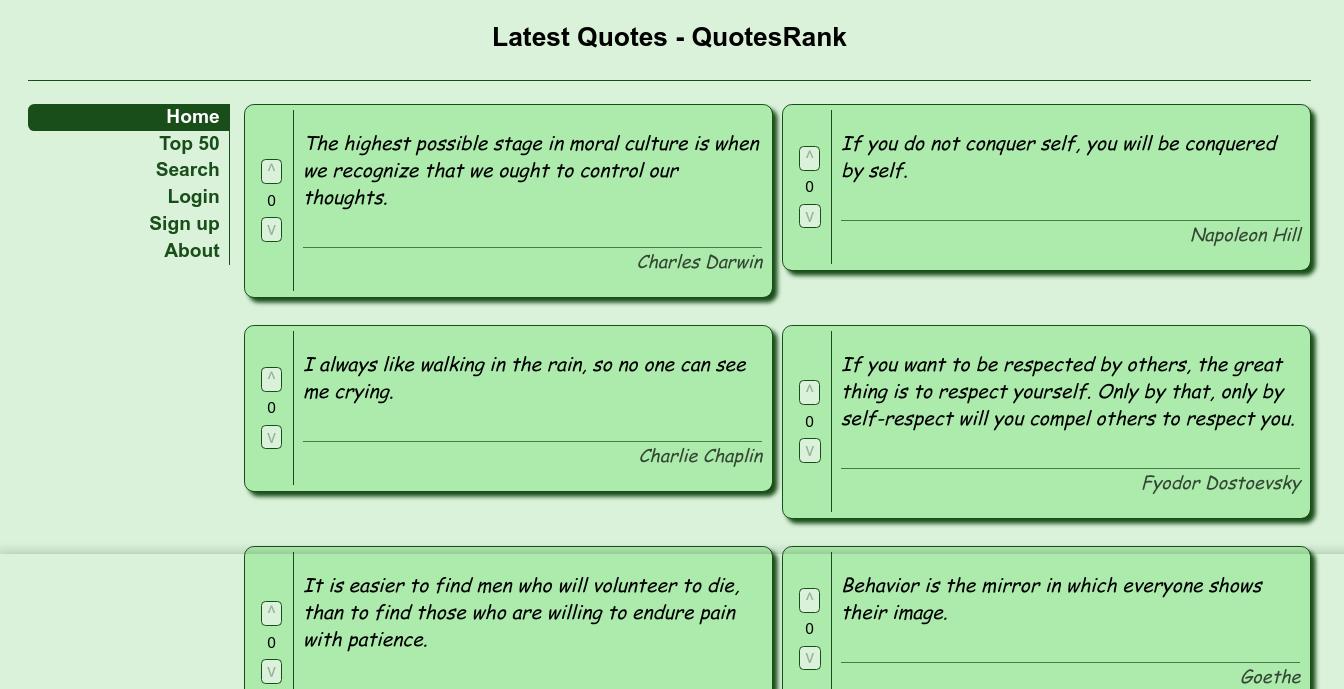 Latest Quotes - QuotesRank
Home
Top 50
Search
Login
Sign up
About
^
0
v
The highest possible stage in moral culture is when
we recognize that we ought to control our
thoughts.
Charles Darwin
^
0
v
If you do not conquer self, you will be conquered
by self.
Napoleon Hill
^
0
v
I always like walking in the rain, so no one can see
me crying.
Charlie Chaplin
^
0
v
If you want to be respected by others, the great
thing is to respect yourself. Only by that, only by
self-respect will you compel others to respect you.
Fyodor Dostoevsky
^
0
v
It is easier to find men who will volunteer to die,
than to find those who are willing to endure pain
with patience.
^
0
v
Behavior is the mirror in which everyone shows
their image.
Goethe